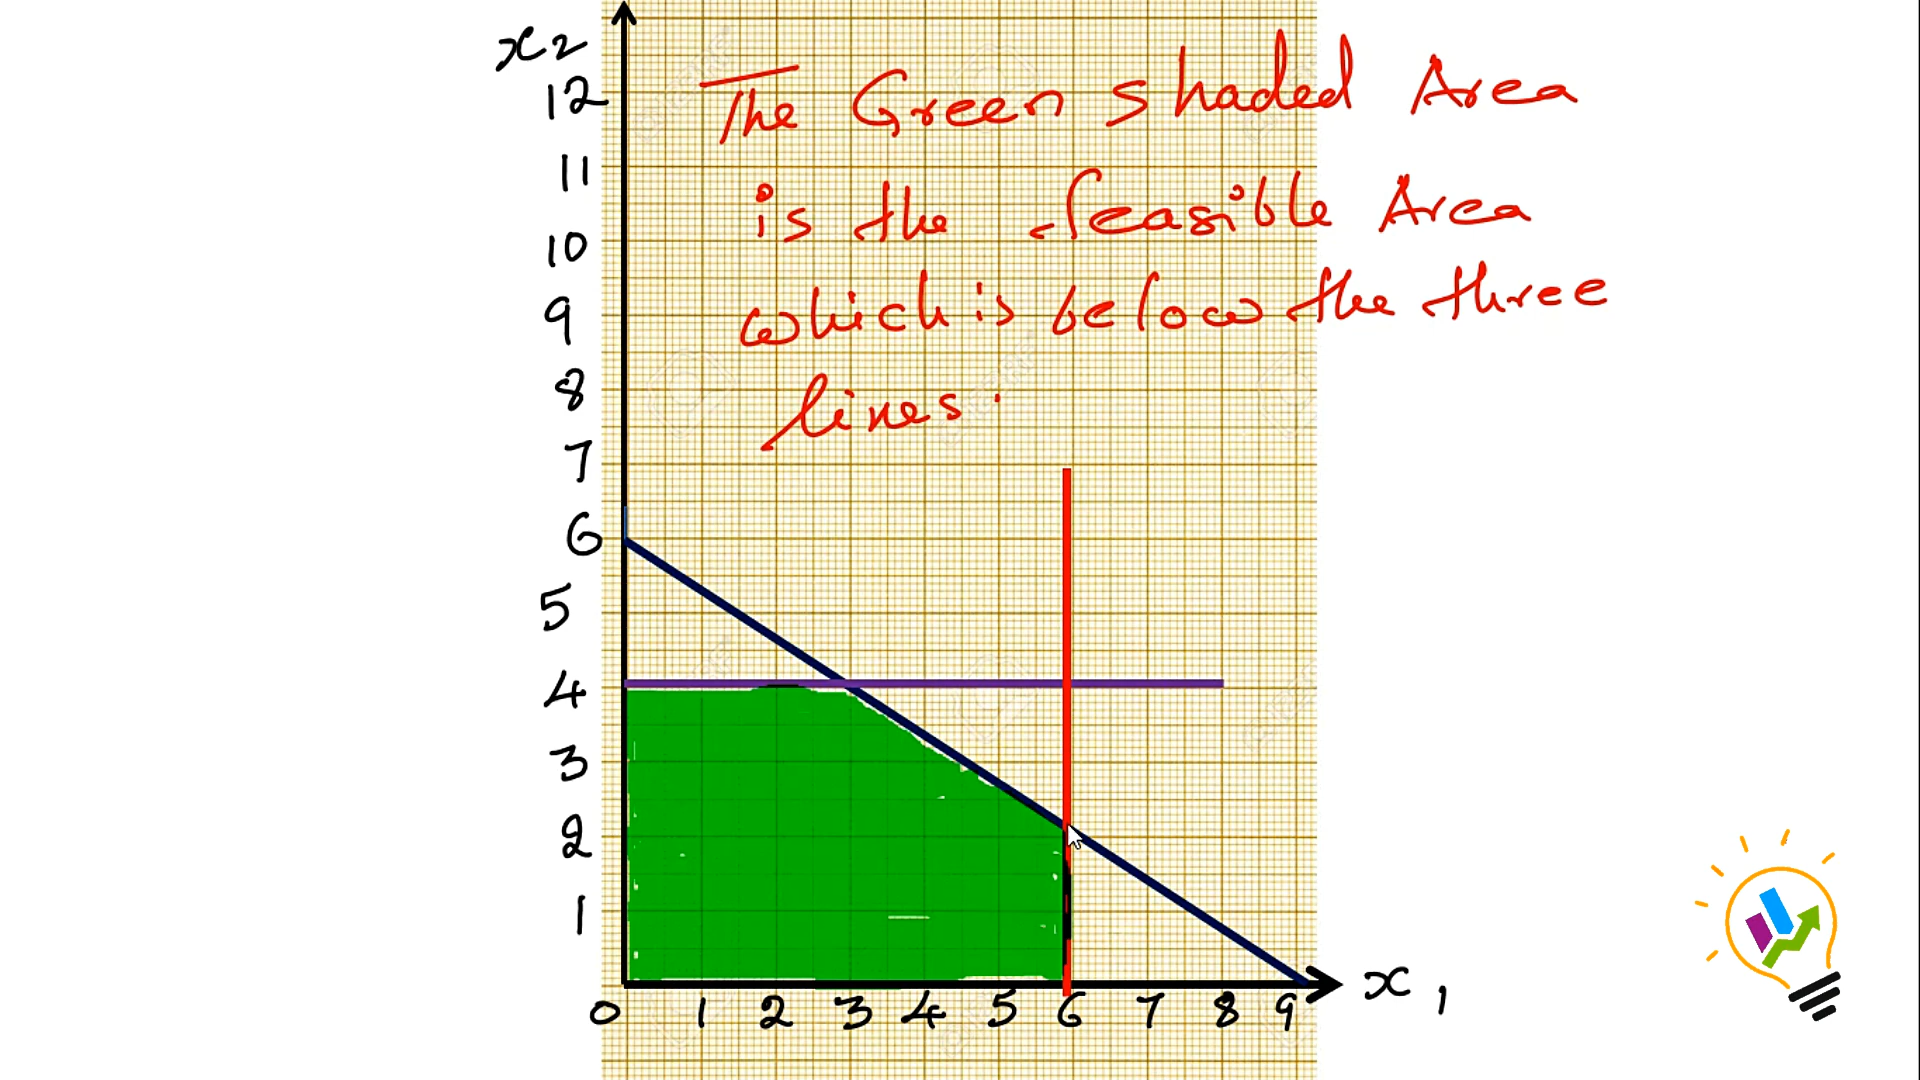 x2
The Green shaded Area
is the feasible Area
which is below the three
lines.
12
11
10
9
8
7
6
5
4
3
2
1
0 1 2 3 4 5 6 7 8 9 x1